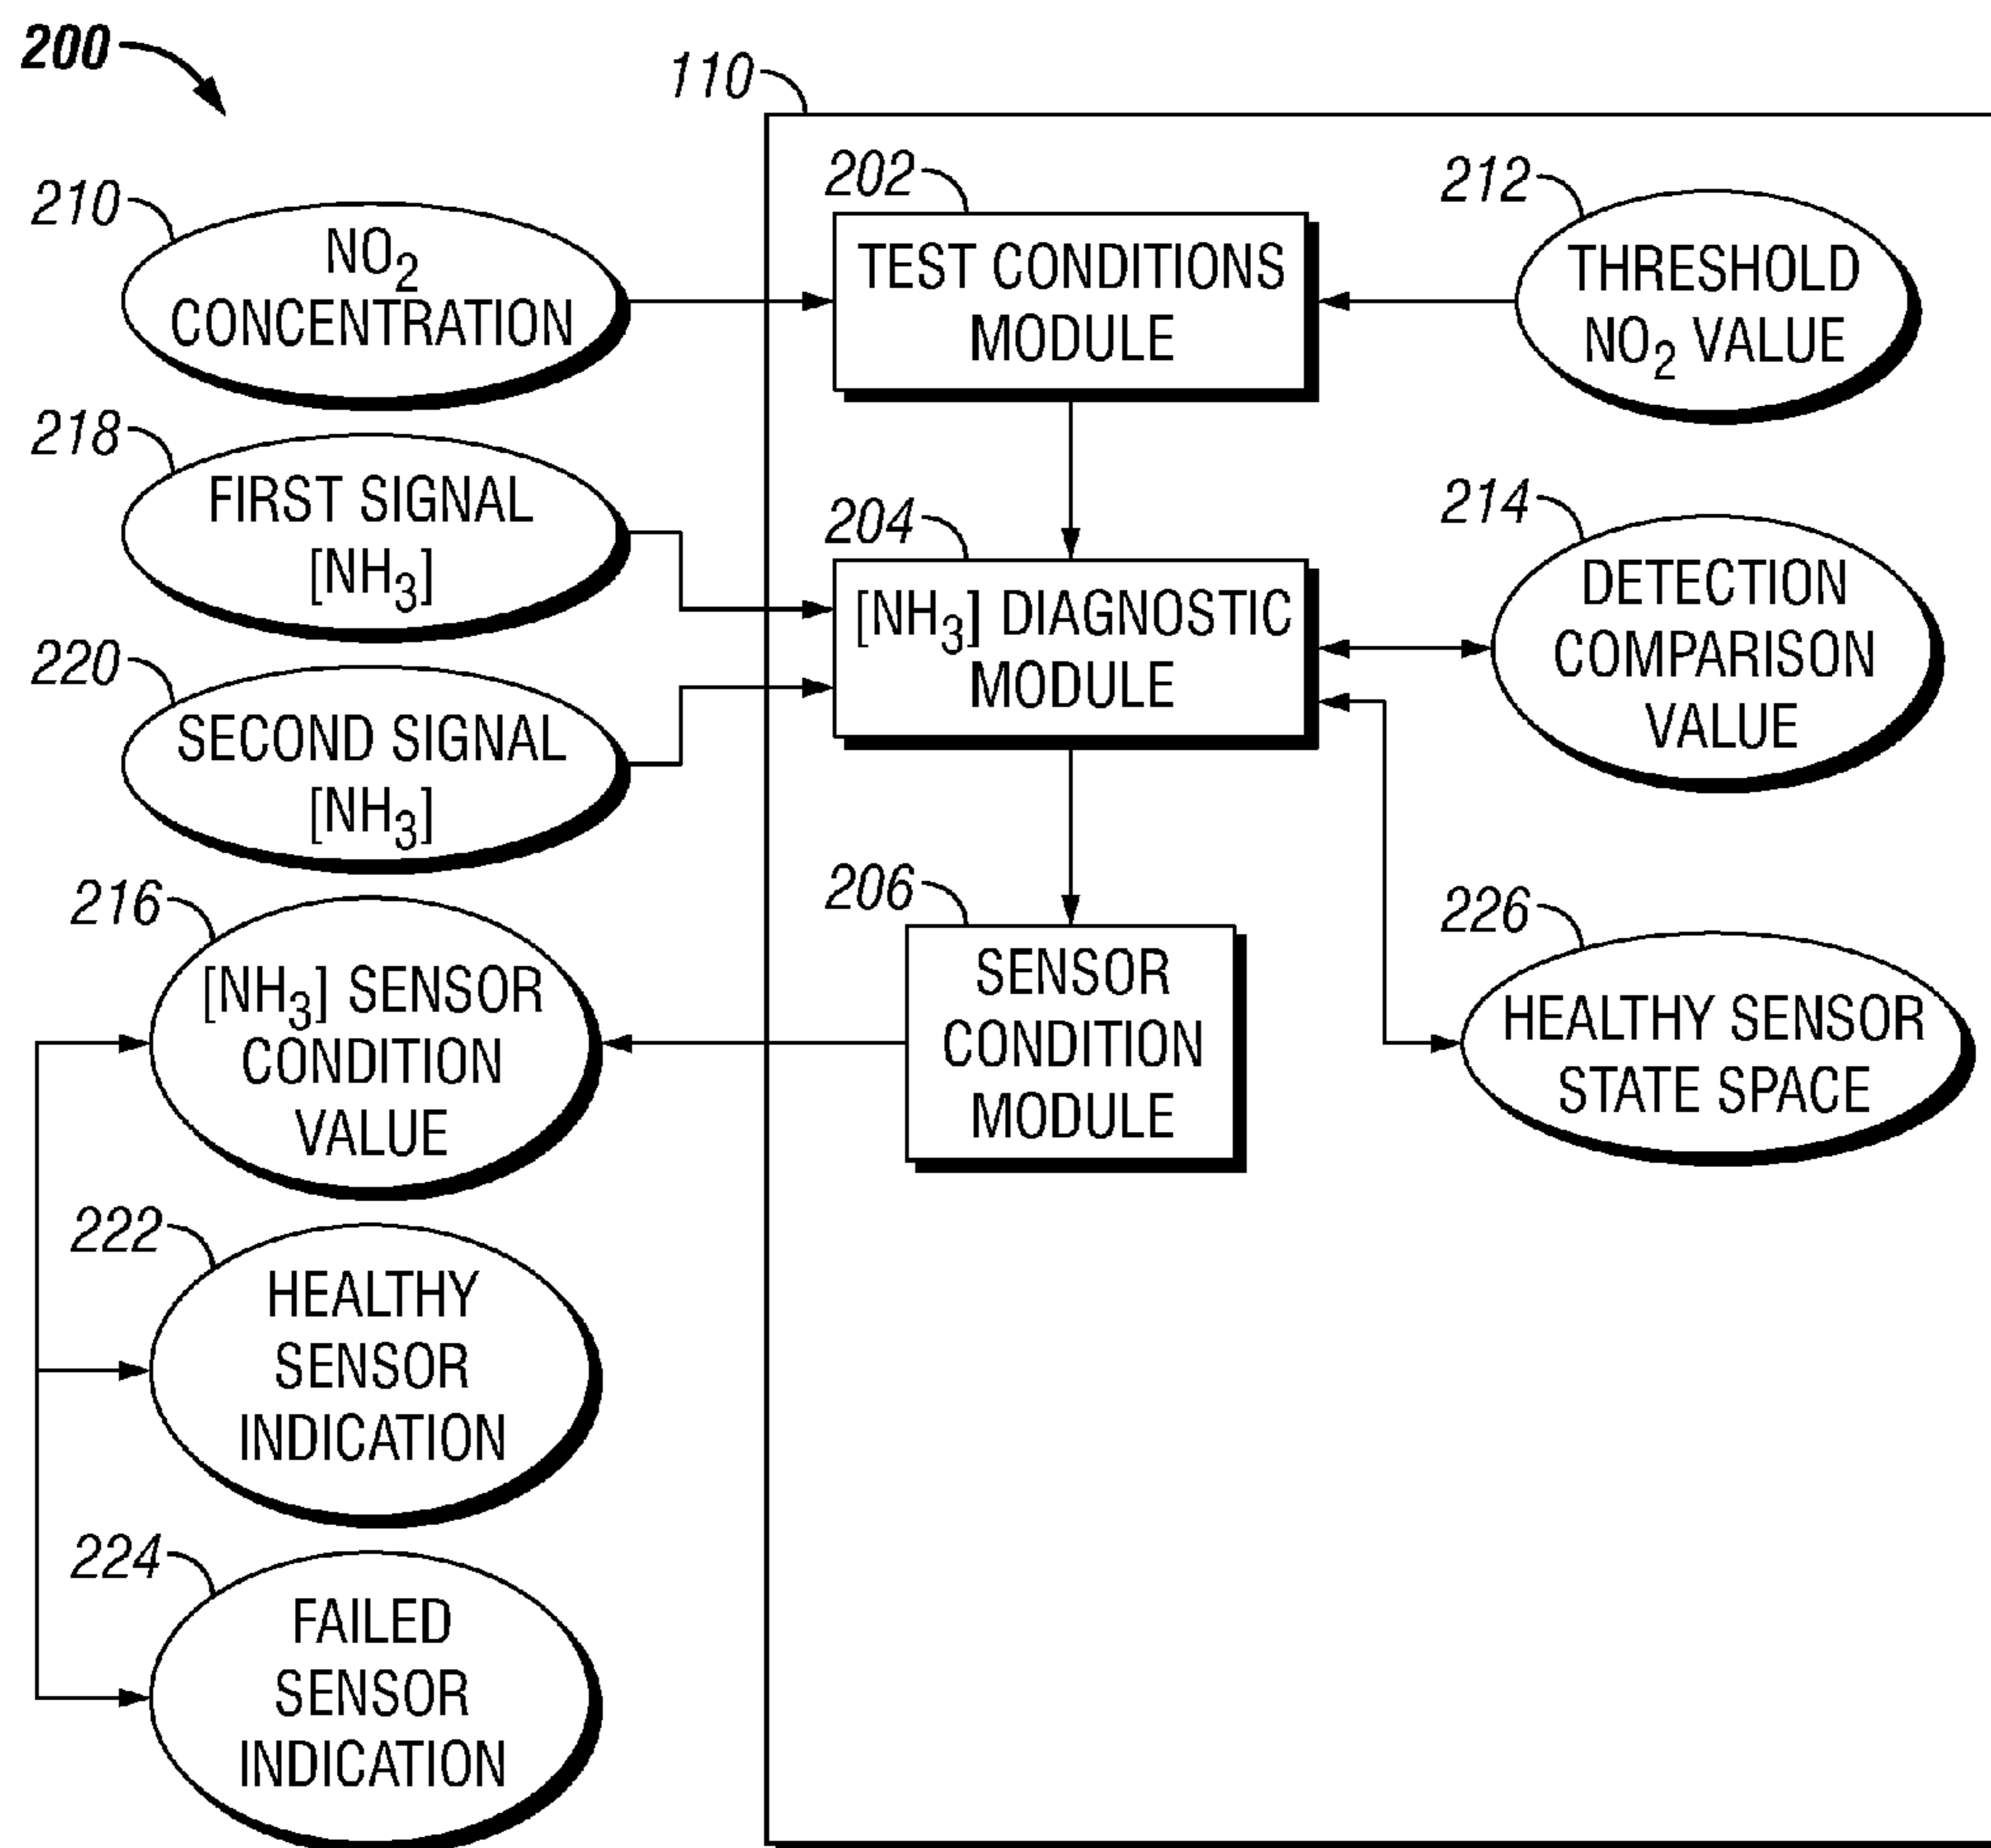 200
110
210
NO2
CONCENTRATION
202
TEST CONDITIONS
MODULE
212
THRESHOLD
NO2 VALUE
218
FIRST SIGNAL
[NH3]
204
[NH3] DIAGNOSTIC
MODULE
214
DETECTION
COMPARISON
VALUE
220
SECOND SIGNAL
[NH3]
216
[NH3] SENSOR
CONDITION
VALUE
206
SENSOR
CONDITION
MODULE
226
HEALTHY SENSOR
STATE SPACE
222
HEALTHY
SENSOR
INDICATION
224
FAILED
SENSOR
INDICATION